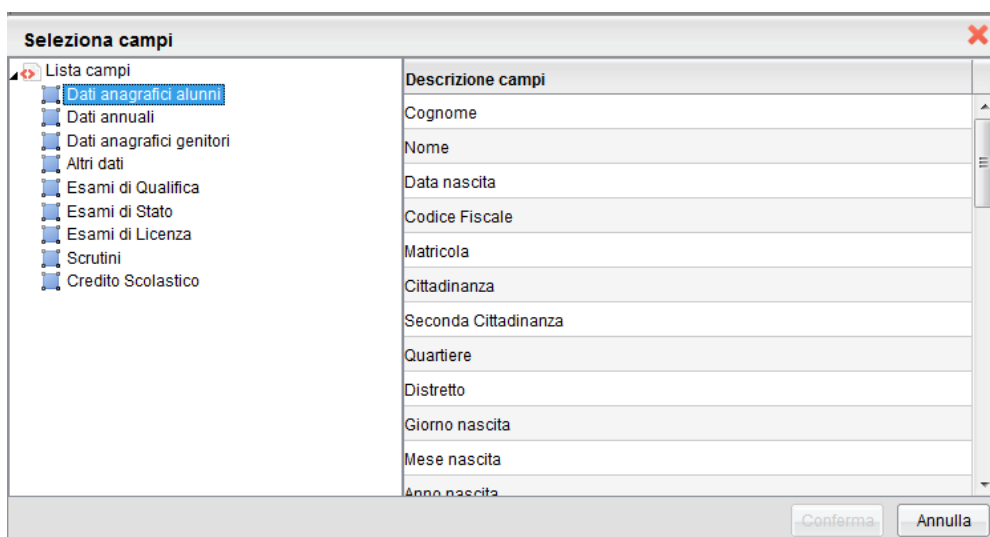 Seleziona campi
Lista campi
Dati anagrafici alunni
Dati annuali
Dati anagrafici genitori
Altri dati
Esami di Qualifica
Esami di Stato
Esami di Licenza
Scrutini
Credito Scolastico
Descrizione campi
Cognome
Nome
Data nascita
Codice Fiscale
Matricola
Cittadinanza
Seconda Cittadinanza
Quartiere
Distretto
Giorno nascita
Mese nascita
Anno nascita
Conferma
Annulla